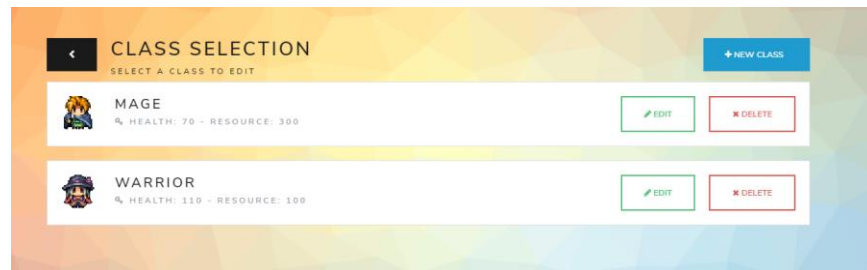 CLASS SELECTION
SELECT A CLASS TO EDIT
+ NEW CLASS
MAGE
HEALTH: 70 - RESOURCE: 300
EDIT
DELETE
WARRIOR
HEALTH: 110 - RESOURCE: 100
EDIT
DELETE